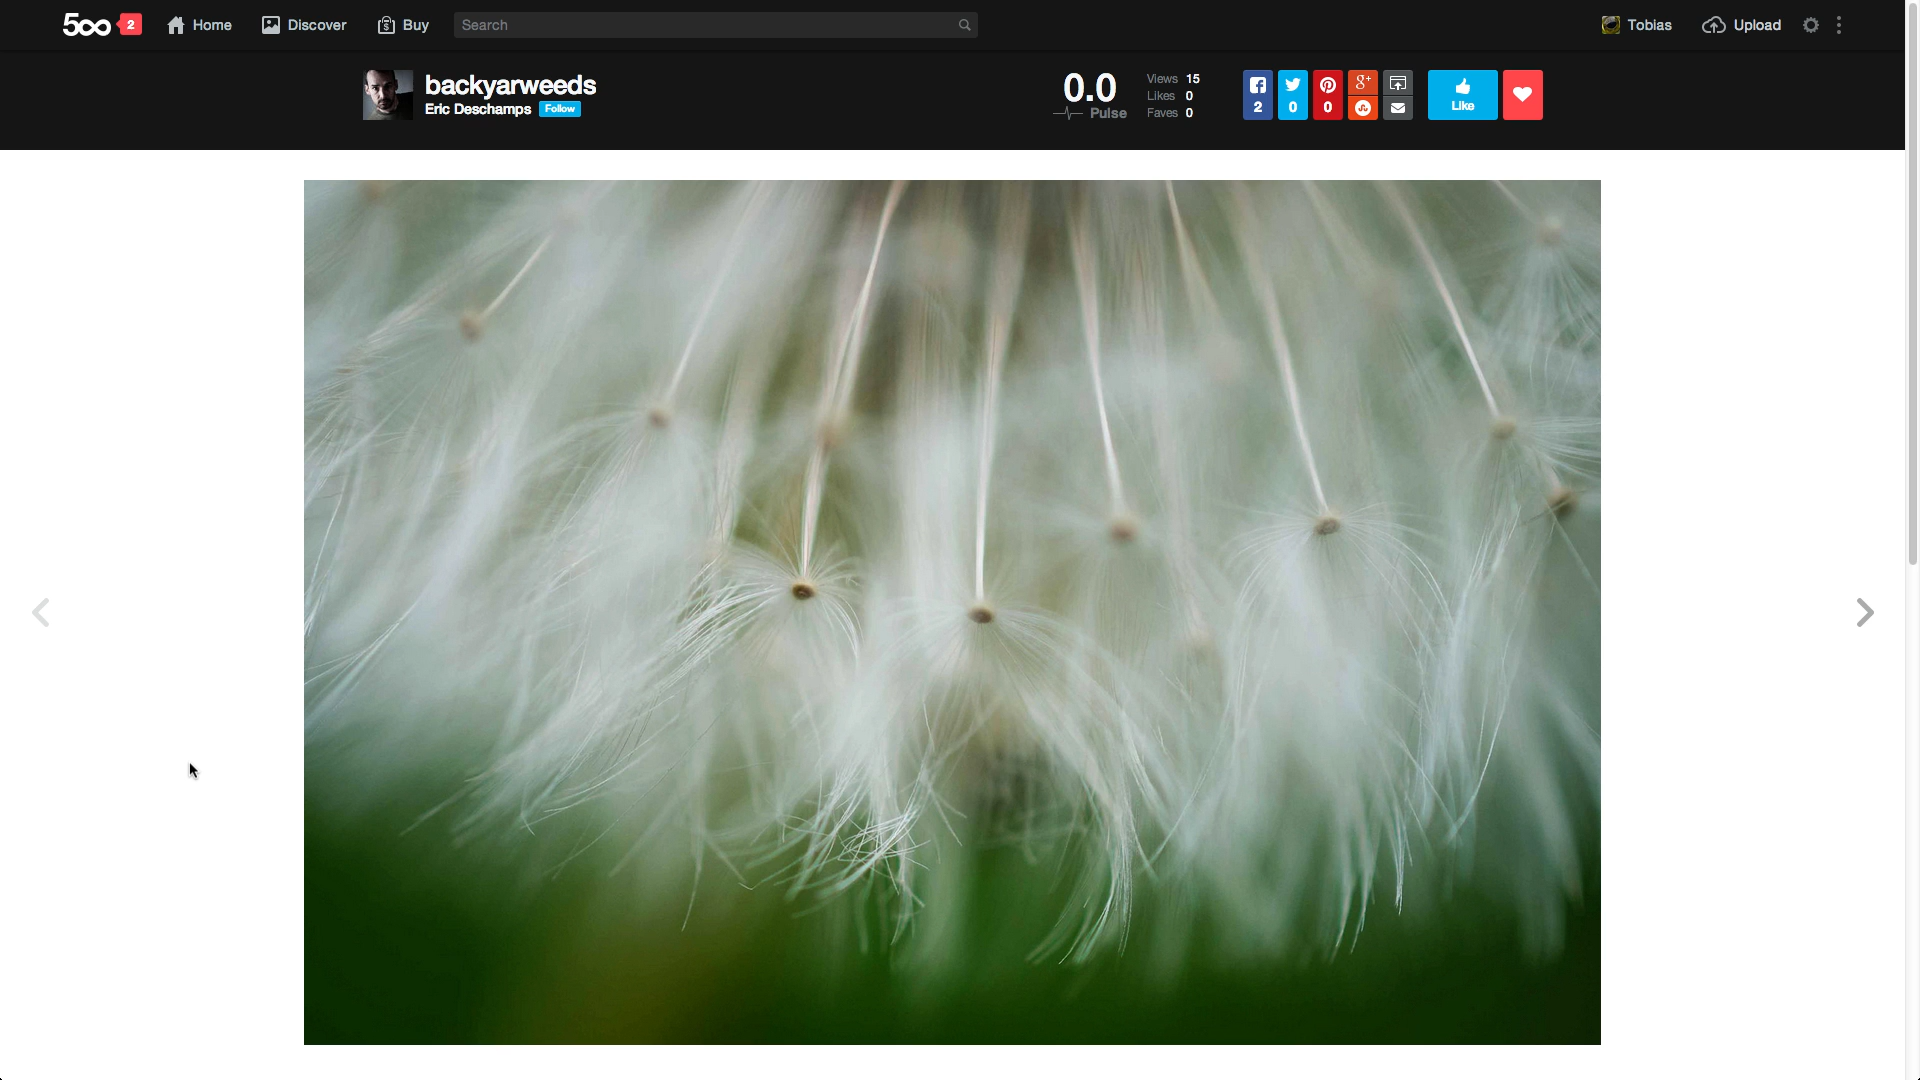 500 2 Home Discover Buy Search Tobias Upload
backyarweeds
Eric Deschamps Follow
0.0
Pulse
Views 15
Likes 0
Faves 0
2 0 0 g+ Like